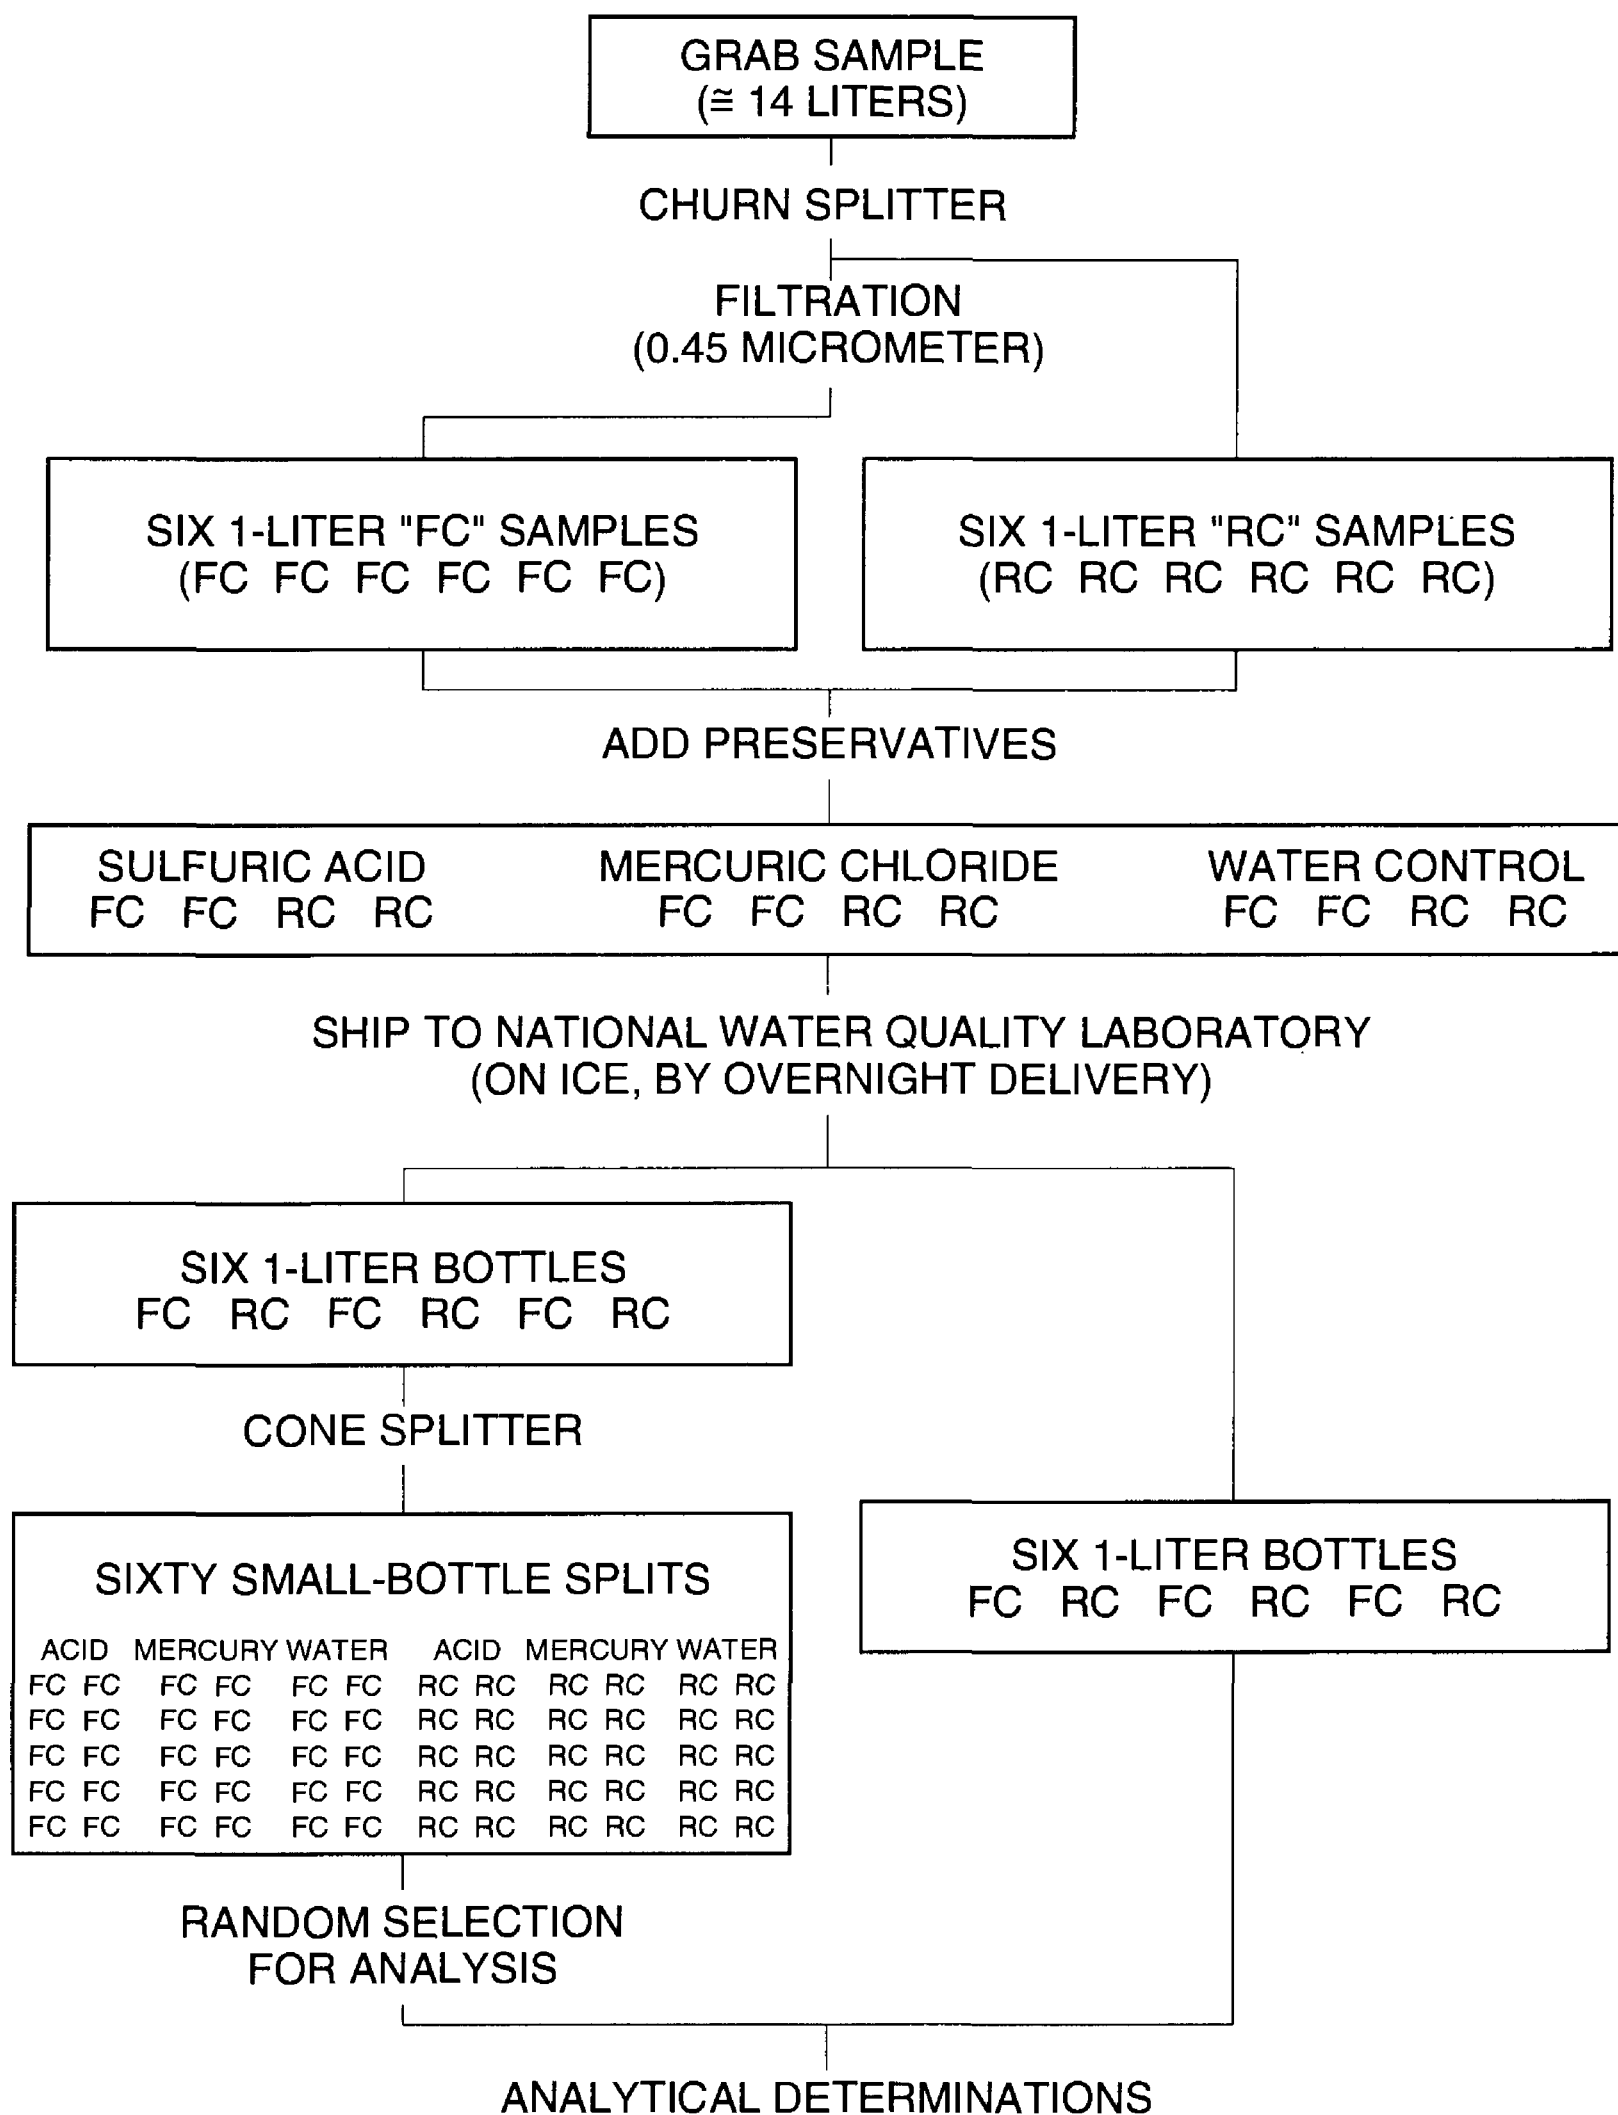 GRAB SAMPLE
(≅ 14 LITERS)
CHURN SPLITTER
FILTRATION
(0.45 MICROMETER)
SIX 1-LITER "FC" SAMPLES
(FC FC FC FC FC FC)
SIX 1-LITER "RC" SAMPLES
(RC RC RC RC RC RC)
ADD PRESERVATIVES
SULFURIC ACID
FC FC RC RC
MERCURIC CHLORIDE
FC FC RC RC
WATER CONTROL
FC FC RC RC
SHIP TO NATIONAL WATER QUALITY LABORATORY
(ON ICE, BY OVERNIGHT DELIVERY)
SIX 1-LITER BOTTLES
FC RC FC RC FC RC
CONE SPLITTER
SIXTY SMALL-BOTTLE SPLITS
ACID MERCURY WATER ACID MERCURY WATER
FC FC FC FC FC FC RC RC RC RC RC RC
FC FC FC FC FC FC RC RC RC RC RC RC
FC FC FC FC FC FC RC RC RC RC RC RC
FC FC FC FC FC FC RC RC RC RC RC RC
FC FC FC FC FC FC RC RC RC RC RC RC
SIX 1-LITER BOTTLES
FC RC FC RC FC RC
RANDOM SELECTION
FOR ANALYSIS
ANALYTICAL DETERMINATIONS